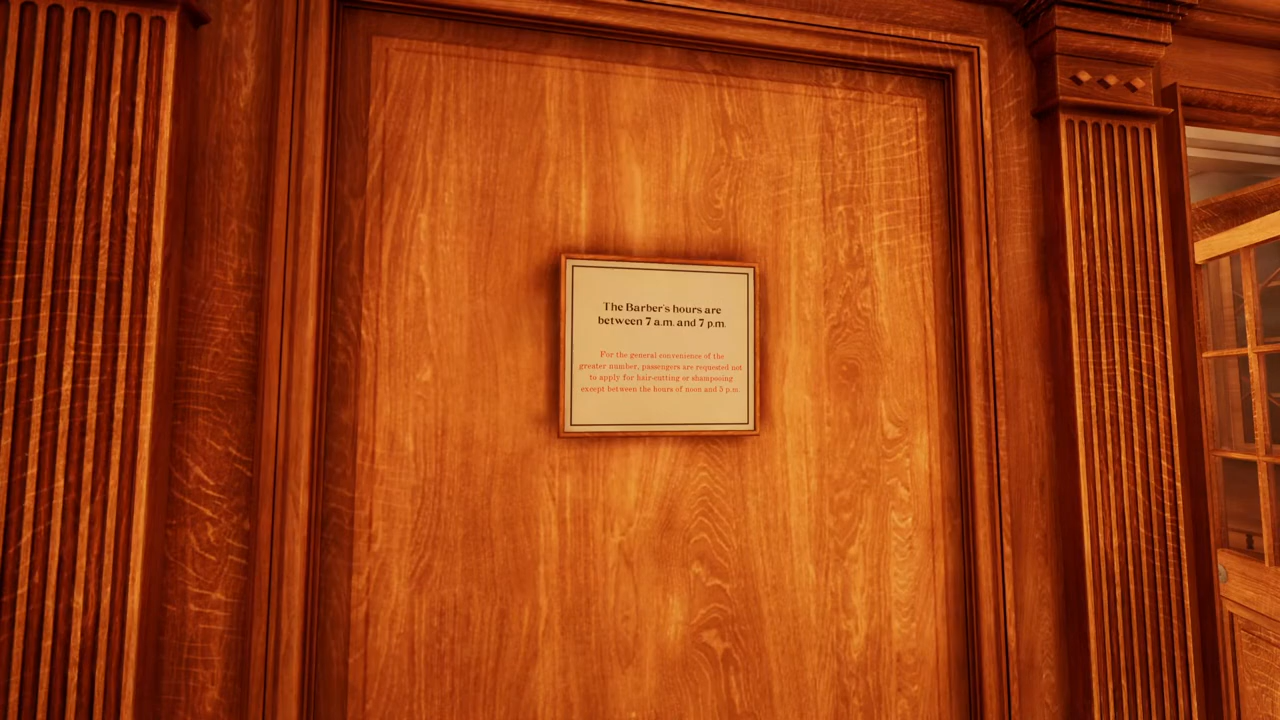 The Barber's hours are
between 7 a.m. and 7 p.m.
For the general convenience of the
greater number, passengers are requested not
to apply for hair-cutting or shampooing
except between the hours of noon and 5 p.m.